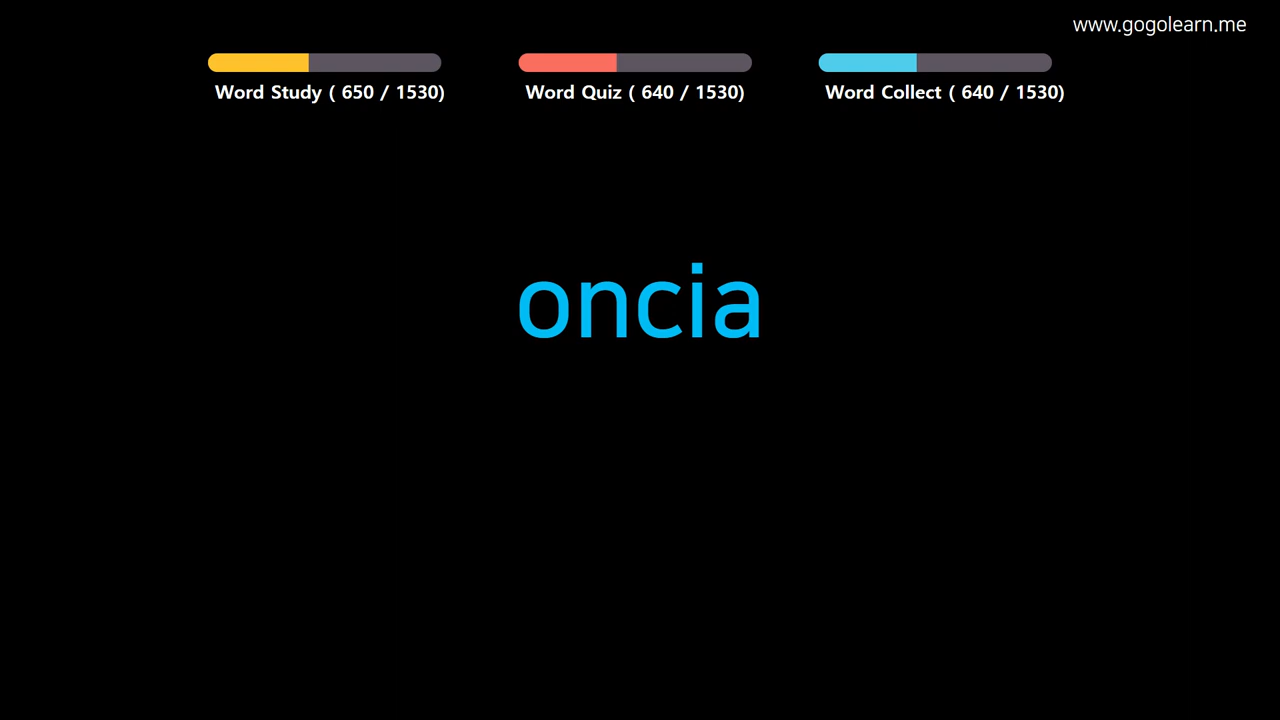 www.gogolearn.me
Word Study ( 650 / 1530)
Word Quiz ( 640 / 1530)
Word Collect ( 640 / 1530)
oncia